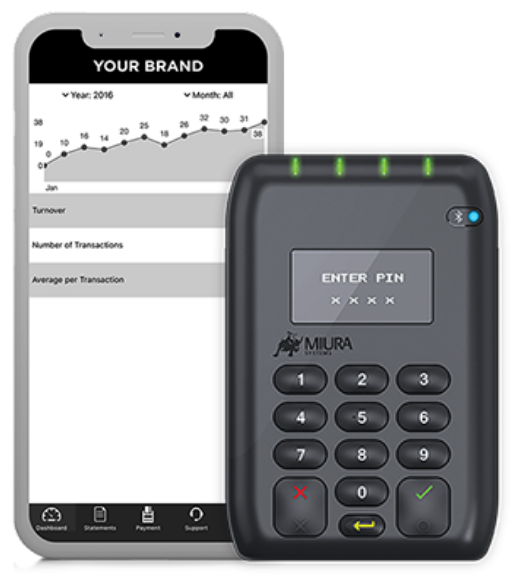 YOUR BRAND
Year: 2016 Month: All
38
19
0
0 10 16 14 20 25 18 26 32 30 31 38
Jan
Turnover
Number of Transactions
Average per Transaction
Dashboard Statements Payment Support
ENTER PIN
× × × ×
MIURA
SYSTEMS
1 2 3
4 5 6
7 8 9
0